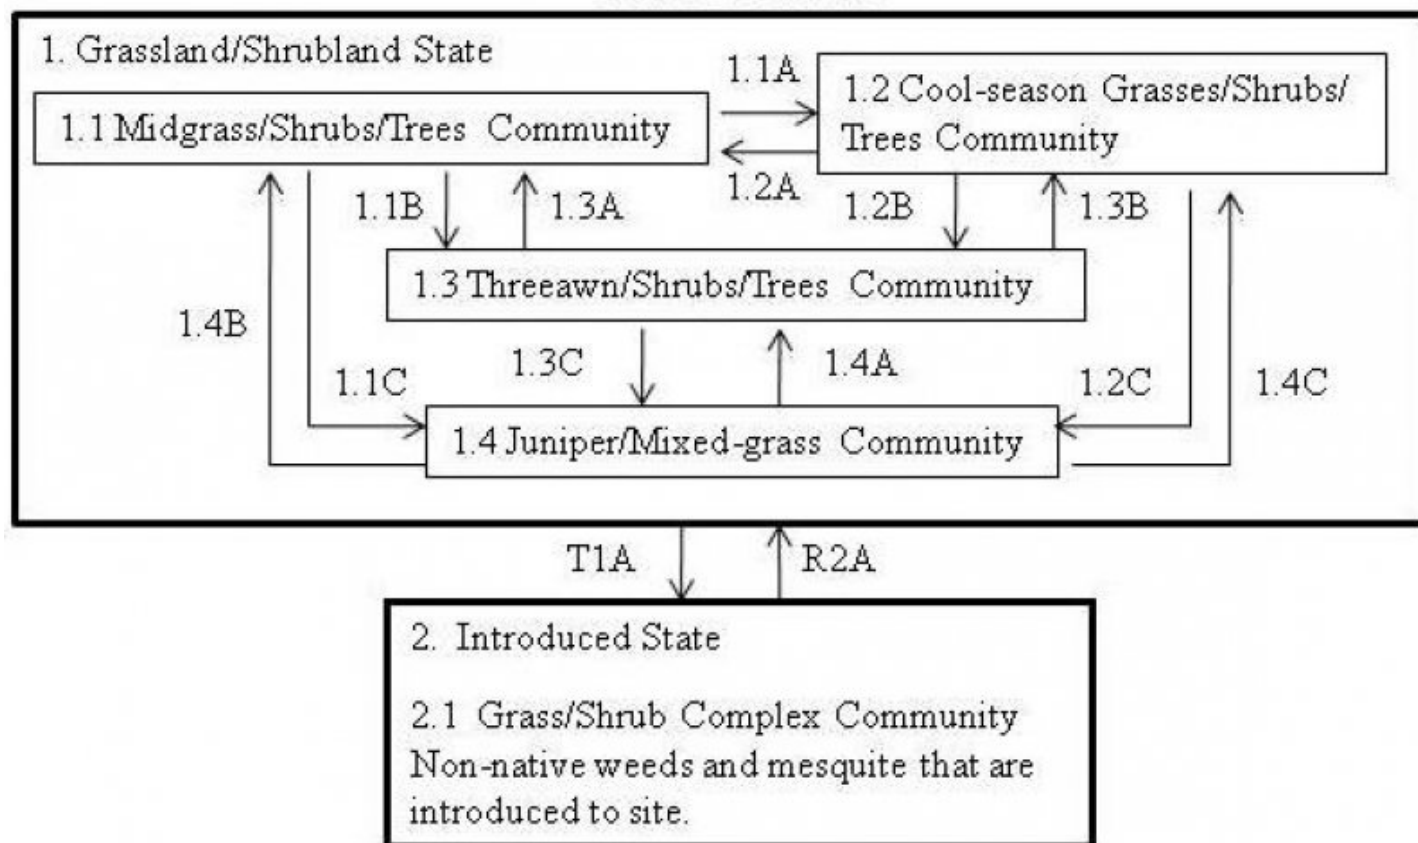 1. Grassland/Shrubland State
1.1 Midgrass/Shrubs/Trees Community
1.1A
1.2 Cool-season Grasses/Shrubs/
Trees Community
1.2A
1.1B
1.3A
1.2B
1.3B
1.3 Threeawn/Shrubs/Trees Community
1.4B
1.1C
1.3C
1.4A
1.2C
1.4C
1.4 Juniper/Mixed-grass Community
T1A
R2A
2. Introduced State
2.1 Grass/Shrub Complex Community
Non-native weeds and mesquite that are
introduced to site.